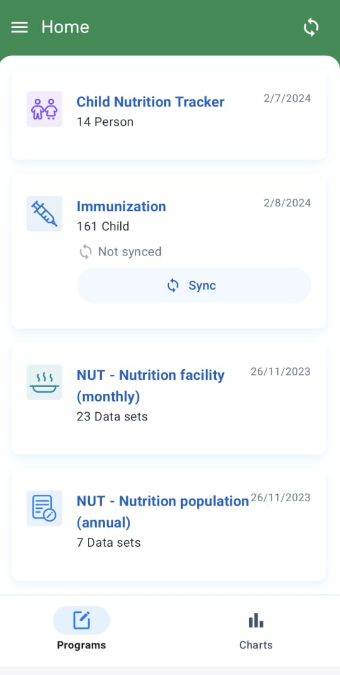 Home
Child Nutrition Tracker 2/7/2024
14 Person
Immunization 2/8/2024
161 Child
Not synced
Sync
NUT - Nutrition facility 26/11/2023
(monthly)
23 Data sets
NUT - Nutrition population 26/11/2023
(annual)
7 Data sets
Programs Charts